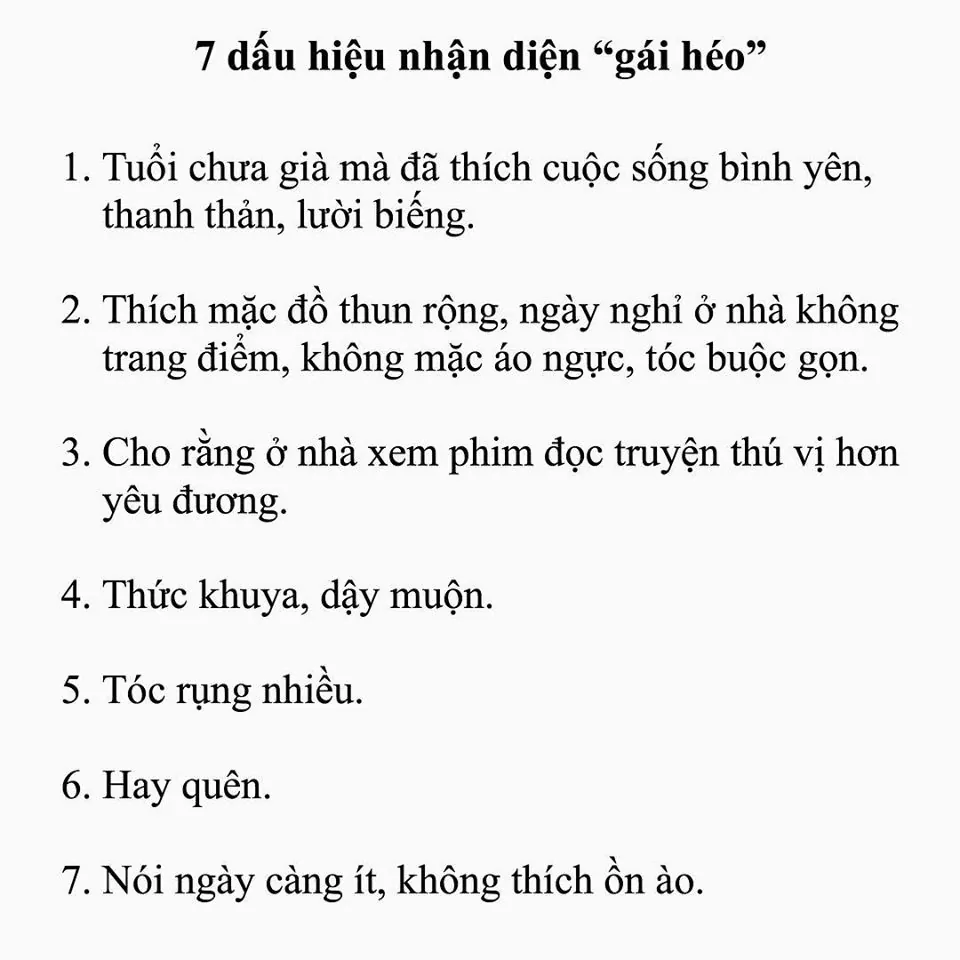 7 dấu hiệu nhận diện “gái héo”
1. Tuổi chưa già mà đã thích cuộc sống bình yên,
thanh thản, lười biếng.
2. Thích mặc đồ thun rộng, ngày nghỉ ở nhà không
trang điểm, không mặc áo ngực, tóc buộc gọn.
3. Cho rằng ở nhà xem phim đọc truyện thú vị hơn
yêu đương.
4. Thức khuya, dậy muộn.
5. Tóc rụng nhiều.
6. Hay quên.
7. Nói ngày càng ít, không thích ồn ào.